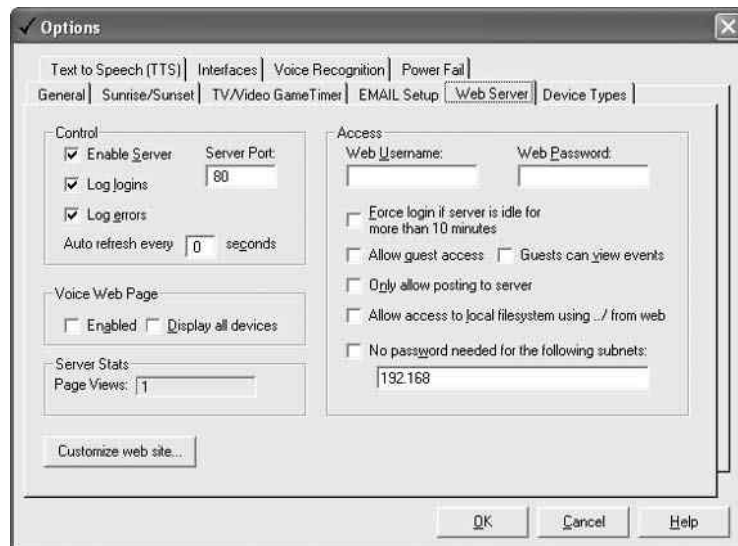 Options
Text to Speech (TTS) Interfaces Voice Recognition Power Fail
General Sunrise/Sunset TV/Video GameTimer EMAIL Setup Web Server Device Types
Control
Enable Server
Server Port:
80
Log logins
Log errors
Auto refresh every 0 seconds
Voice Web Page
Enabled Display all devices
Server Stats
Page Views: 1
Customize web site...
Access
Web Username: Web Password:
Force login if server is idle for
more than 10 minutes
Allow guest access Guests can view events
Only allow posting to server
Allow access to local filesystem using ../ from web
No password needed for the following subnets:
192.168
OK Cancel Help